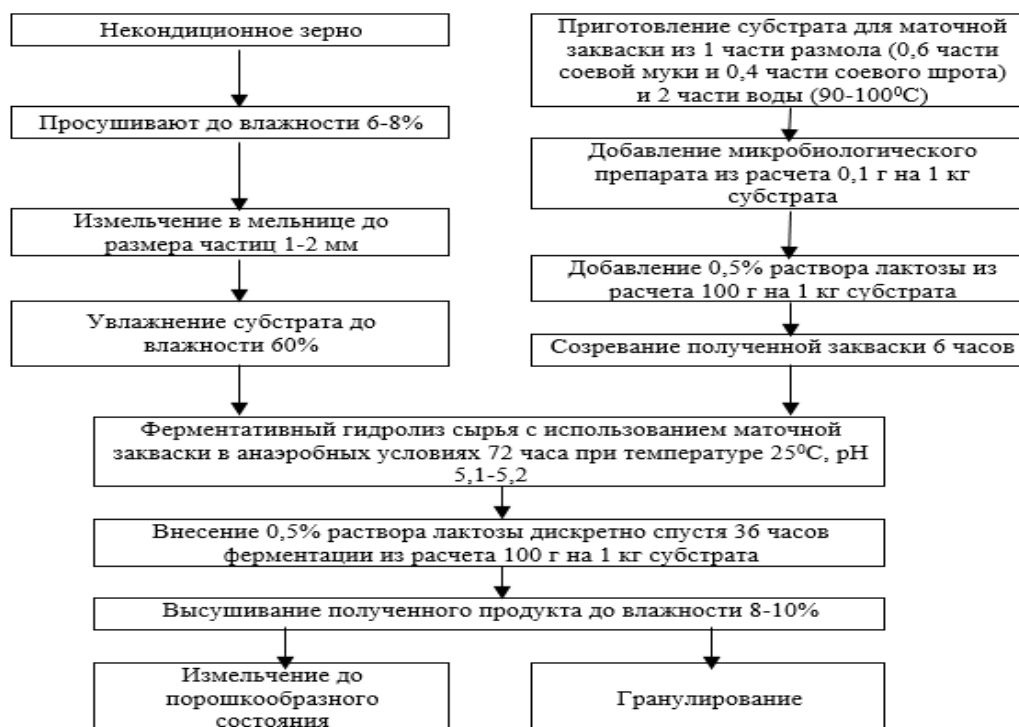 Некондиционное зерно
Просушивают до влажности 6-8%
Измельчение в мельнице до
размера частиц 1-2 мм
Увлажнение субстрата до
влажности 60%
Приготовление субстрата для маточной
закваски из 1 части размола (0,6 части
соевой муки и 0,4 части соевого шрота)
и 2 части воды (90-100⁰С)
Добавление микробиологического
препарата из расчета 0,1 г на 1 кг
субстрата
Добавление 0,5% раствора лактозы из
расчета 100 г на 1 кг субстрата
Созревание полученной закваски 6 часов
Ферментативный гидролиз сырья с использованием маточной
закваски в анаэробных условиях 72 часа при температуре 25⁰С, рН
5,1-5,2
Внесение 0,5% раствора лактозы дискретно спустя 36 часов
ферментации из расчета 100 г на 1 кг субстрата
Высушивание полученного продукта до влажности 8-10%
Измельчение до
порошкообразного
состояния
Гранулирование